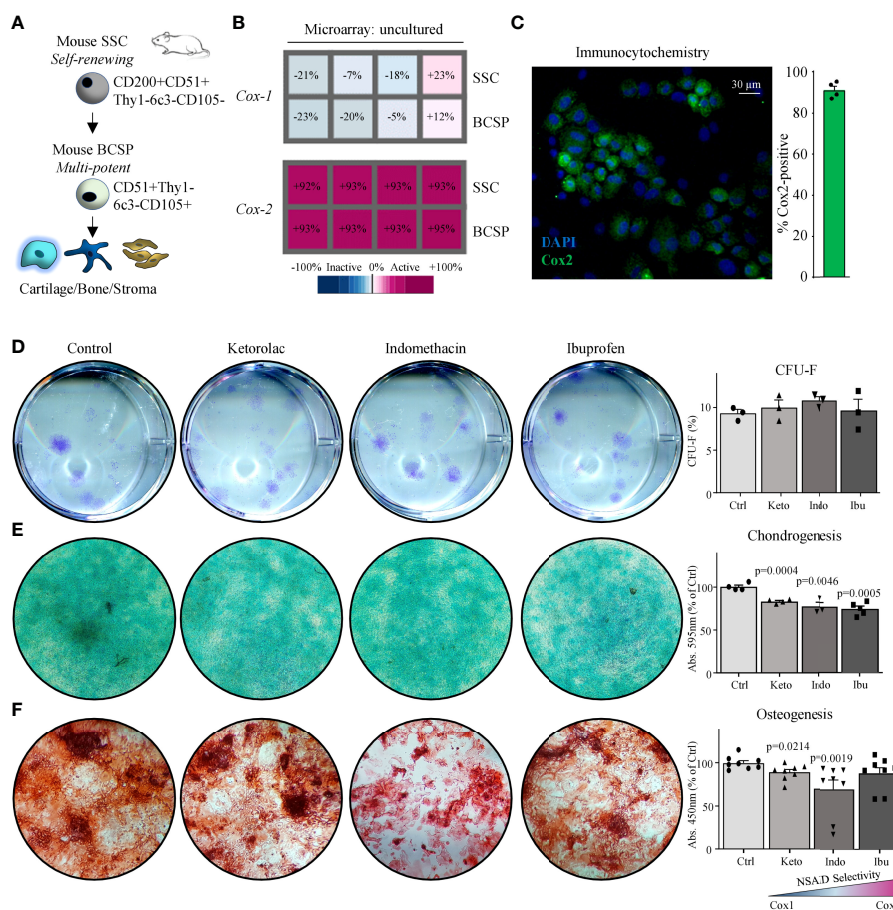 A
Mouse SSC
Self-renewing
CD200+CD51+
Thy1-6c3-CD105-
Mouse BCSP
Multi-potent
CD51+Thy1-
6c3-CD105+
Cartilage/Bone/Stroma
B
Microarray: uncultured
Cox-1
-21% -7% -18% +23% SSC
-23% -20% -5% +12% BCSP
Cox-2
+92% +93% +93% +93% SSC
+93% +93% +93% +95% BCSP
-100% Inactive 0% Active +100%
C
Immunocytochemistry
30 µm
DAPI
Cox2
% Cox2-positive
100
80
60
40
20
0
D
Control Ketorolac Indomethacin Ibuprofen
CFU-F
CFU-F (%)
10
5
0
Ctrl Keto Indo Ibu
E
Chondrogenesis
Abs. 595nm (% of Ctrl)
100
50
0
p=0.0004
p=0.0046
p=0.0005
Ctrl Keto Indo Ibu
F
Osteogenesis
Abs. 450nm (% of Ctrl)
100
50
0
p=0.0214
p=0.0019
Ctrl Keto Indo Ibu
NSAID Selectivity
Cox1 Cox